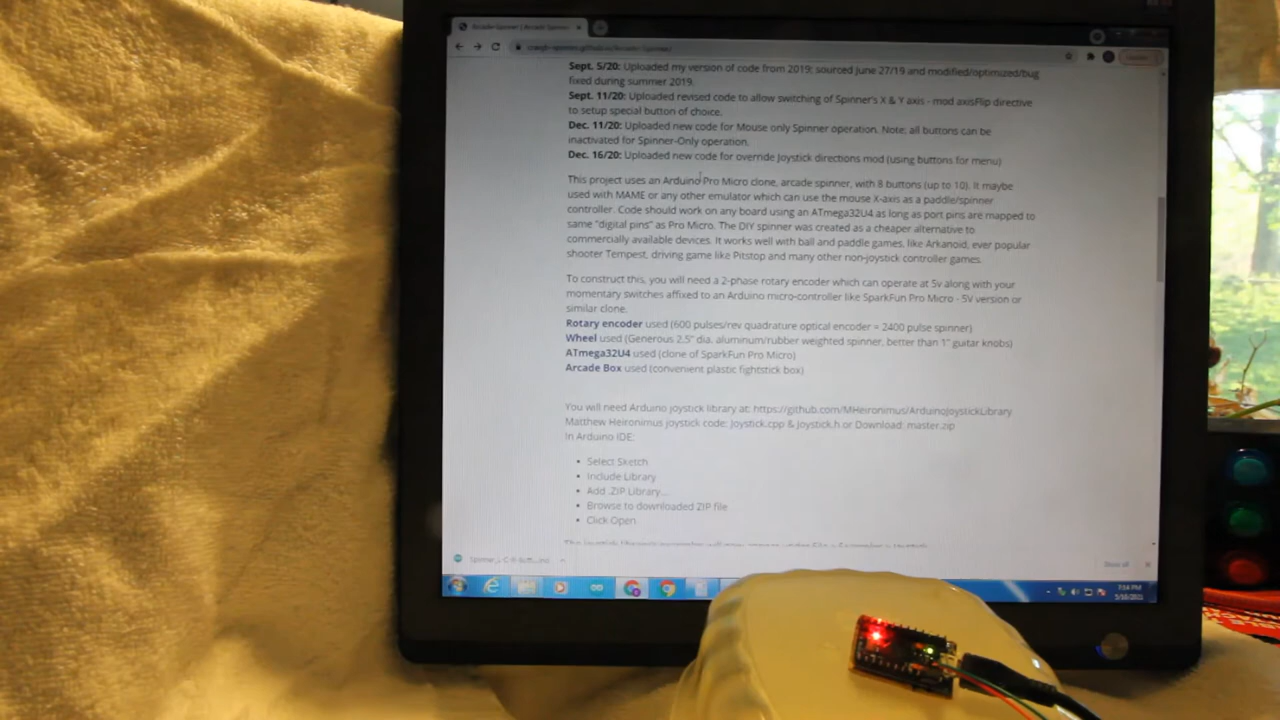 Arcade-Spinner | Arcade Spinner
Sept. 5/20: Uploaded my version of code from 2019; sourced June 27/19 and modified/optimized/bug
fixed during summer 2019.
Sept. 11/20: Uploaded revised code to allow switching of Spinner's X & Y axis - mod axisFlip directive
to setup special button of choice.
Dec. 11/20: Uploaded new code for Mouse only Spinner operation. Note: all buttons can be
inactivated for Spinner-Only operation.
Dec. 16/20: Uploaded new code for override Joystick directions mod (using buttons for menu)
This project uses an Arduino Pro Micro clone, arcade spinner, with 8 buttons (up to 10). It maybe
used with MAME or any other emulator which can use the mouse X-axis as a paddle/spinner
controller. Code should work on any board using an ATmega32U4 as long as port pins are mapped to
same "digital pins" as Pro Micro. The DIY spinner was created as a cheaper alternative to
commercially available devices. It works well with ball and paddle games, like Arkanoid, ever popular
shooter Tempest, driving game like Pitstop and many other non-joystick controller games.
To construct this, you will need a 2-phase rotary encoder which can operate at 5v along with your
momentary switches affixed to an Arduino micro-controller like SparkFun Pro Micro - 5V version or
similar clone.
Rotary encoder used (600 pulses/rev quadrature optical encoder = 2400 pulse spinner)
Wheel used (Generous 2.5" dia. aluminum/rubber weighted spinner, better than 1" guitar knobs)
ATmega32U4 used (clone of SparkFun Pro Micro)
Arcade Box used (convenient plastic fightstick box)
You will need Arduino joystick library at: https://github.com/MHeironimus/ArduinoJoystickLibrary
Matthew Heironimus joystick code: Joystick.cpp & Joystick.h or Download: master.zip
In Arduino IDE:
Select Sketch
Include Library
Add .ZIP Library...
Browse to downloaded ZIP file
Click Open
Show all
7:14 PM